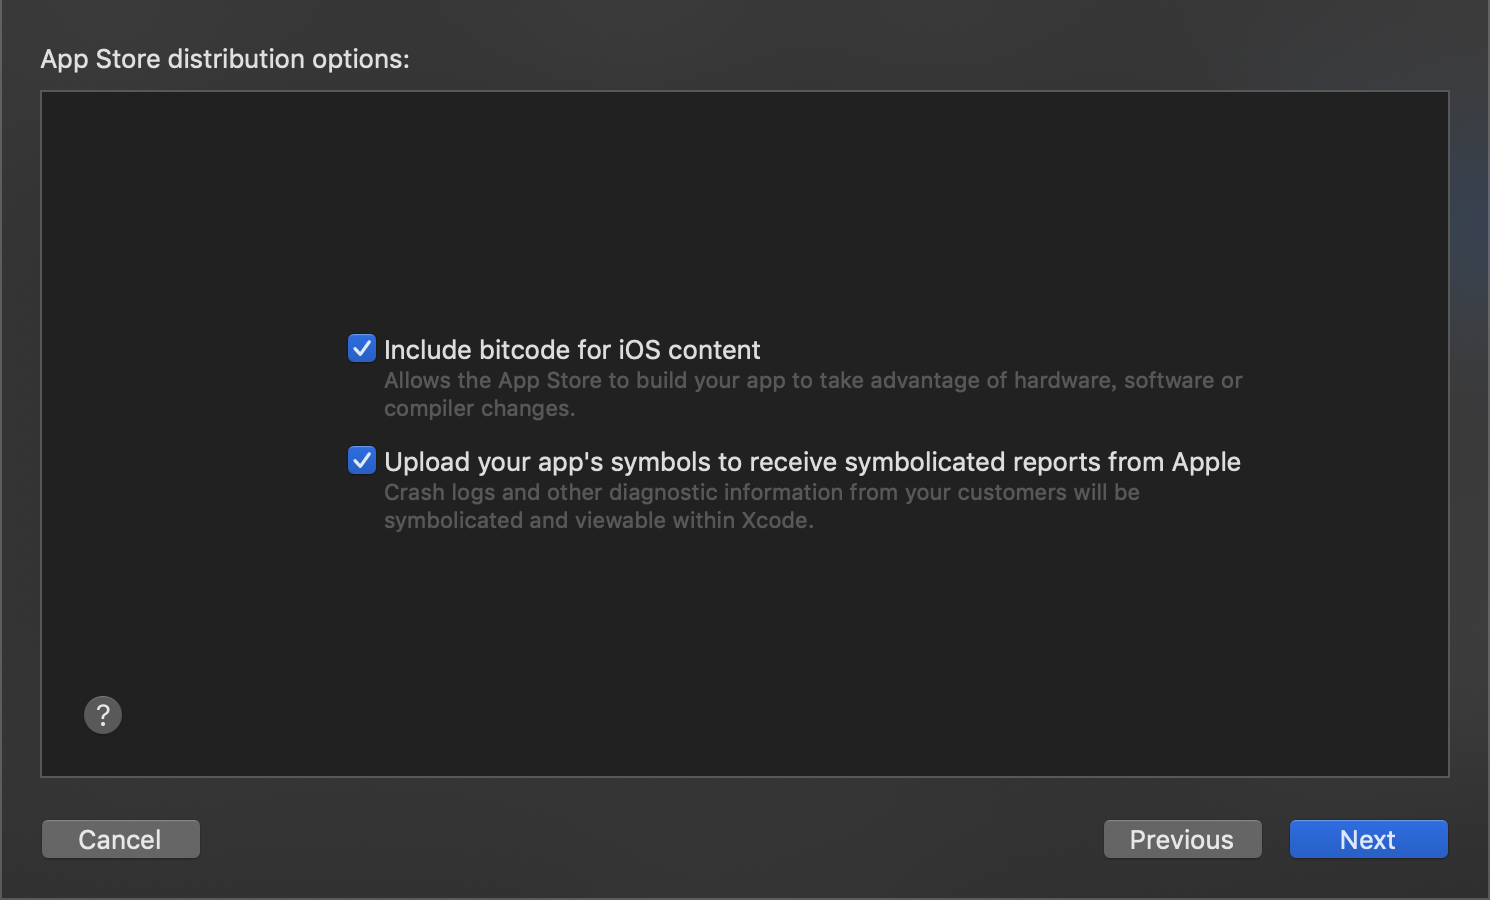 App Store distribution options:
Include bitcode for iOS content
Allows the App Store to build your app to take advantage of hardware, software or
compiler changes.
Upload your app's symbols to receive symbolicated reports from Apple
Crash logs and other diagnostic information from your customers will be
symbolicated and viewable within Xcode.
?
Cancel
Previous
Next